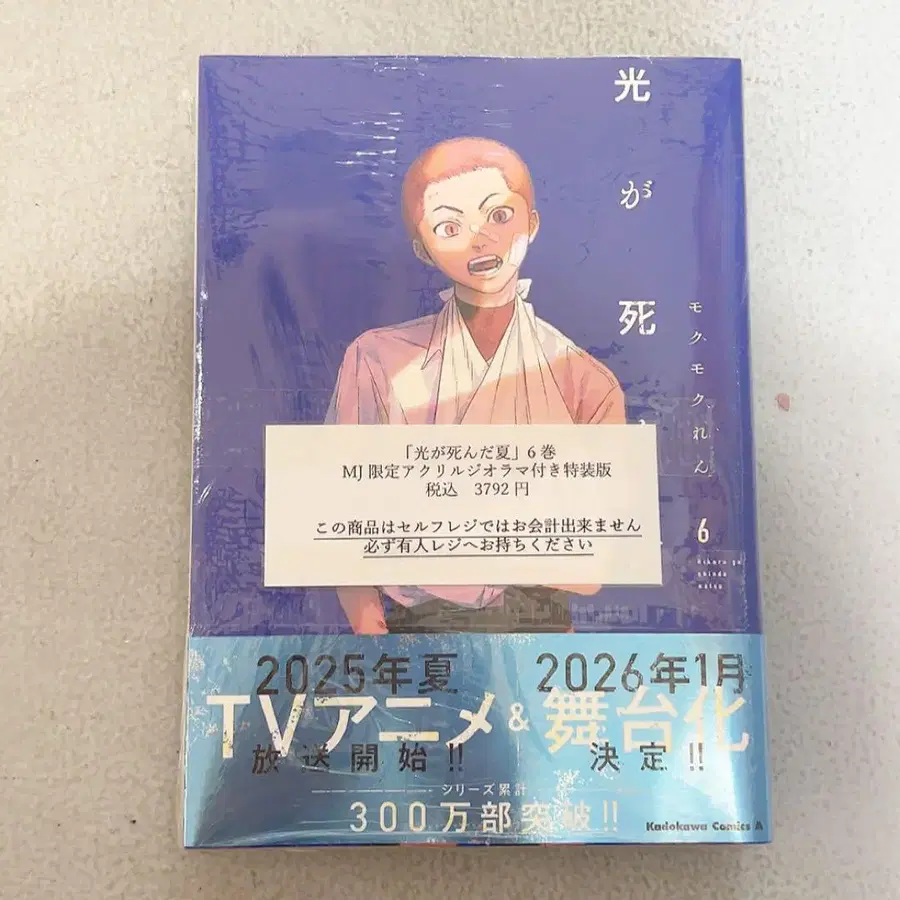 光が死
モクモクれん
6
hikaru ga
shinda
natsu
「光が死んだ夏」6巻
MJ限定アクリルジオラマ付き特装版
税込 3792円
この商品はセルフレジではお会計出来ません
必ず有人レジへお持ちください
2025年夏
2026年1月
TVアニメ&舞台化
放送開始!!
決定!!
シリーズ累計
300万部突破!!
Kadokawa Comics A